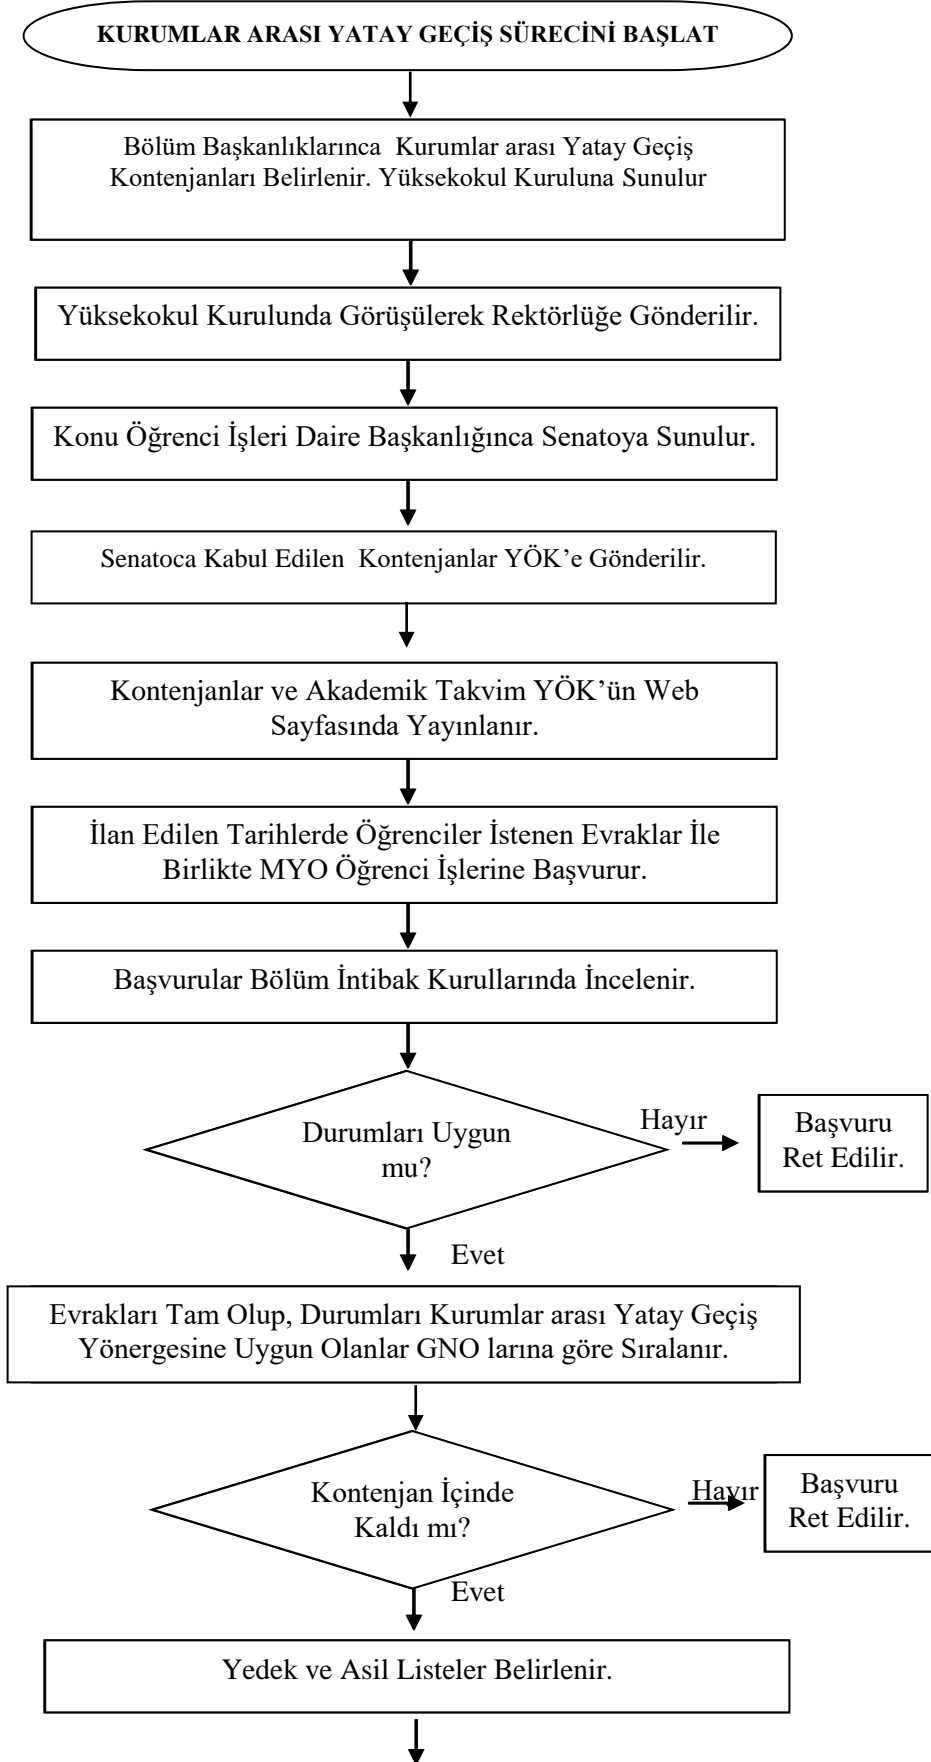 KURUMLAR ARASI YATAY GEÇİŞ SÜRECİNİ BAŞLAT
Bölüm Başkanlıklarınca Kurumlar arası Yatay Geçiş
Kontenjanları Belirlenir. Yüksekokul Kuruluna Sunulur
Yüksekokul Kurulunda Görüşülerek Rektörlüğe Gönderilir.
Konu Öğrenci İşleri Daire Başkanlığınca Senatoya Sunulur.
Senatoca Kabul Edilen Kontenjanlar YÖK’e Gönderilir.
Kontenjanlar ve Akademik Takvim YÖK’ün Web
Sayfasında Yayınlanır.
İlan Edilen Tarihlerde Öğrenciler İstenen Evraklar İle
Birlikte MYO Öğrenci İşlerine Başvurur.
Başvurular Bölüm İntibak Kurullarında İncelenir.
Durumları Uygun
mu?
Hayır
Başvuru
Ret Edilir.
Evet
Evrakları Tam Olup, Durumları Kurumlar arası Yatay Geçiş
Yönergesine Uygun Olanlar GNO larına göre Sıralanır.
Kontenjan İçinde
Kaldı mı?
Hayır
Başvuru
Ret Edilir.
Evet
Yedek ve Asil Listeler Belirlenir.